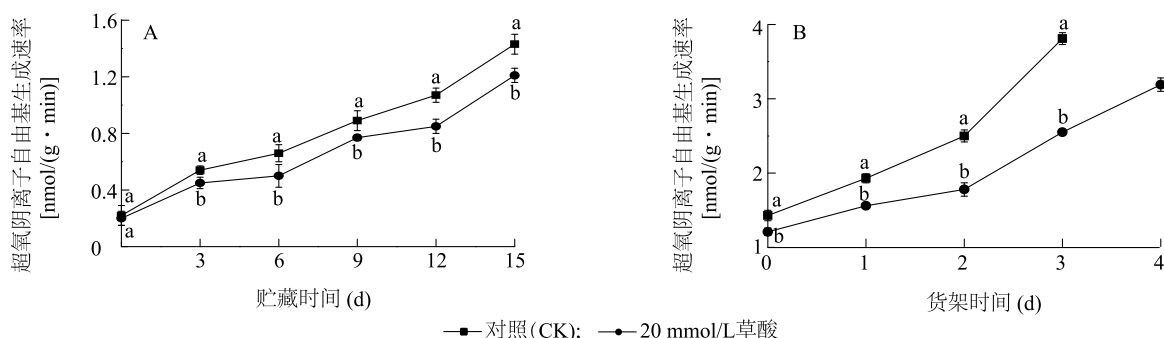 超氧阴离子自由基生成速率
[nmol/(g·min)]
A
1.6
1.2
0.8
0.4
0
3
6
9
12
15
a
a
a
a
a
a
a
b
b
b
b
b
贮藏时间 (d)
超氧阴离子自由基生成速率
[nmol/(g·min)]
B
4
3
2
1
0
1
2
3
4
a
a
a
a
b
b
b
b
货架时间 (d)
对照(CK); 20 mmol/L草酸